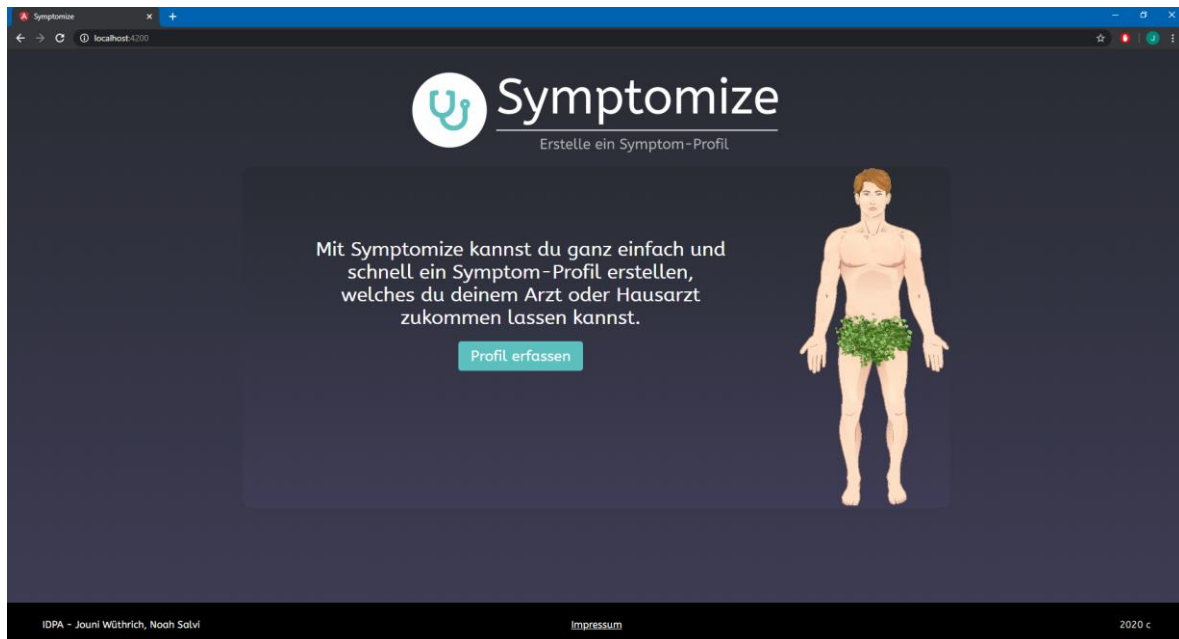 Symptomize
localhost:4200
J
Symptomize
Erstelle ein Symptom-Profil
Mit Symptomize kannst du ganz einfach und
schnell ein Symptom-Profil erstellen,
welches du deinem Arzt oder Hausarzt
zukommen lassen kannst.
Profil erfassen
IDPA - Jouni Wüthrich, Noah Salvi
Impressum
2020 c